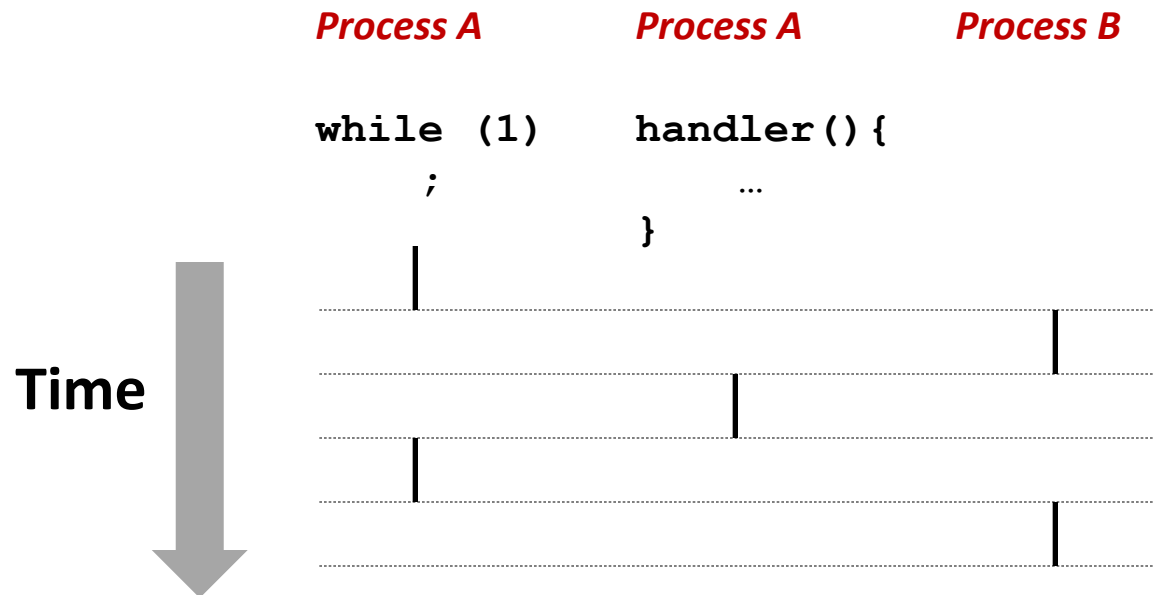 Process A Process A Process B
while (1) handler(){
; …
}
Time